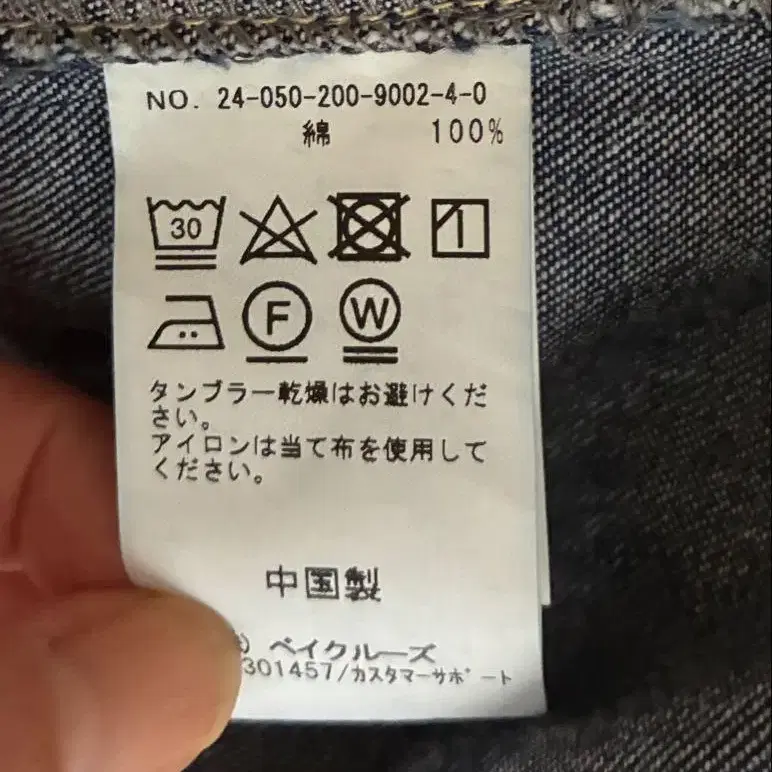 NO. 24-050-200-9002-4-0
綿 100%
30
F W
タンブラー乾燥はお避けくだ
さい。
アイロンは当て布を使用して
ください。
中国製
ベイクルーズ
301457/カスタマーサポート